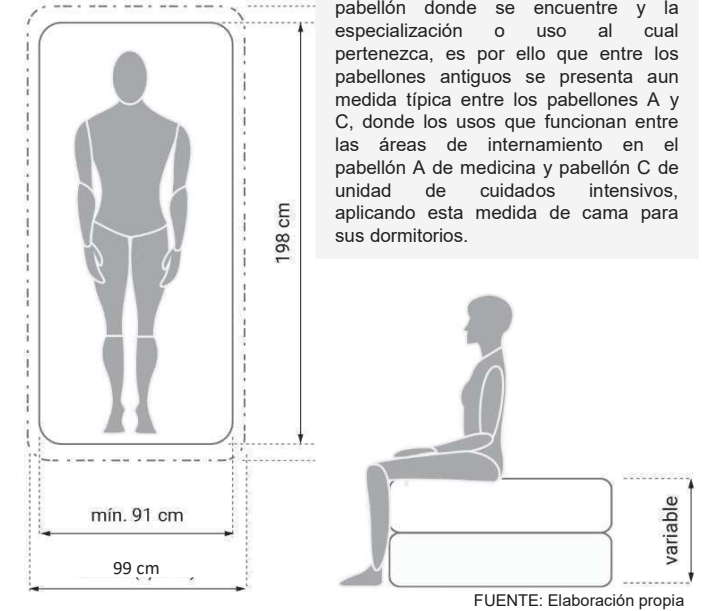 pabellón donde se encuentre y la
especialización o uso al cual
pertenezca, es por ello que entre los
pabellones antiguos se presenta aun
medida típica entre los pabellones A y
C, donde los usos que funcionan entre
las áreas de internamiento en el
pabellón A de medicina y pabellón C de
unidad de cuidados intensivos,
aplicando esta medida de cama para
sus dormitorios.
198 cm
mín. 91 cm
99 cm
variable
FUENTE: Elaboración propia